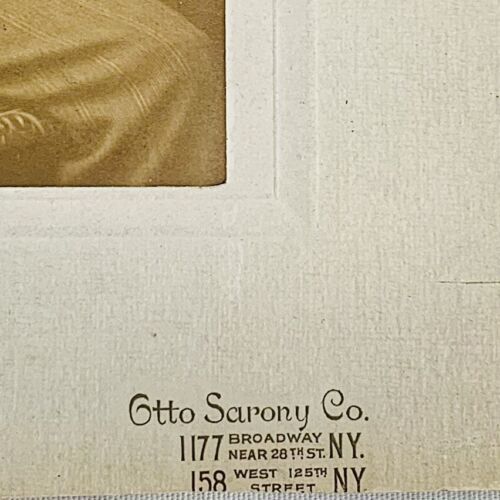 Otto Sarony Co.
1177 BROADWAY NEAR 28TH ST. NY.
158 WEST 125TH STREET NY